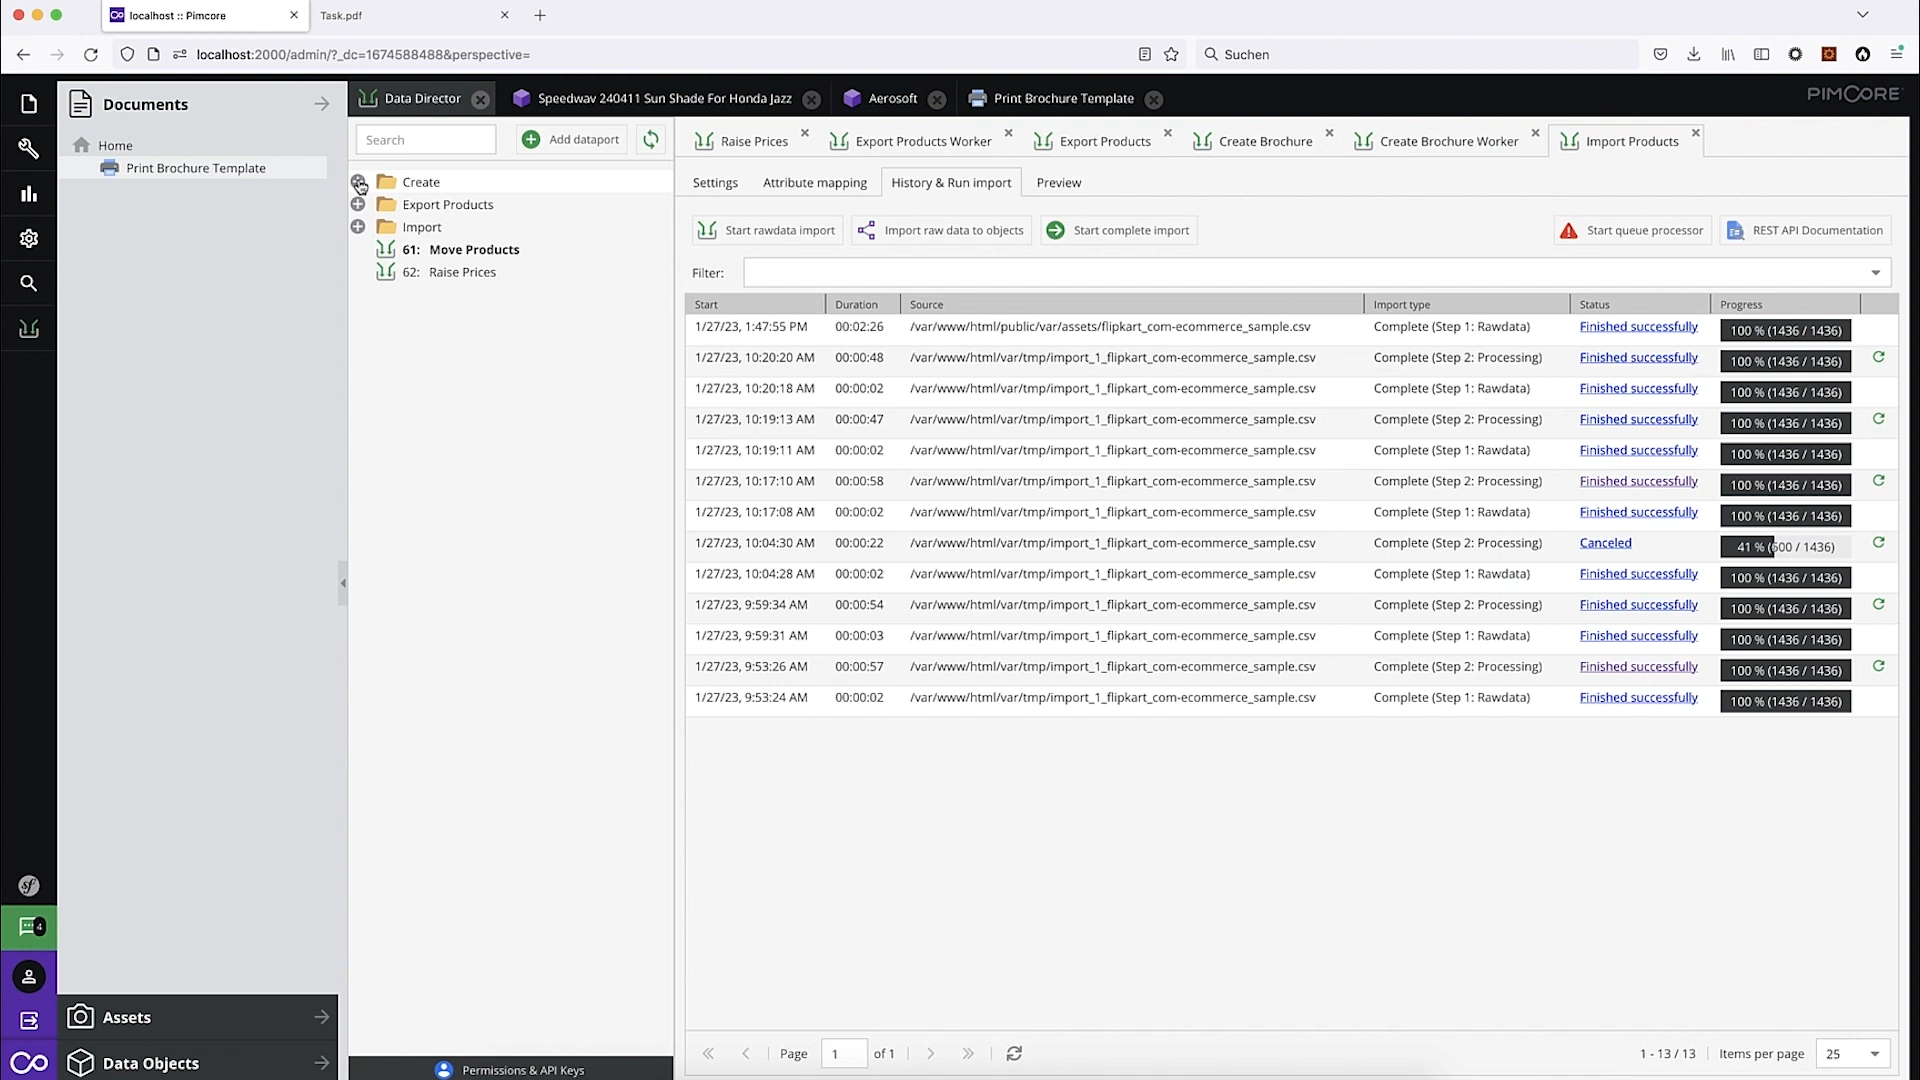 localhost :: Pimcore
Task.pdf
localhost:2000/admin/?_dc=1674588488&perspective=
Suchen
Documents
Data Director
Speedwav 240411 Sun Shade For Honda Jazz
Aerosoft
Print Brochure Template
PIMCORE
Home
Print Brochure Template
Search
Add dataport
Raise Prices
Export Products Worker
Export Products
Create Brochure
Create Brochure Worker
Import Products
Create
Export Products
Import
61: Move Products
62: Raise Prices
Settings
Attribute mapping
History & Run import
Preview
Start rawdata import
Import raw data to objects
Start complete import
Start queue processor
REST API Documentation
Filter:
Start Duration Source Import type Status Progress
1/27/23, 1:47:55 PM 00:02:26 /var/www/html/public/var/assets/flipkart_com-ecommerce_sample.csv Complete (Step 1: Rawdata) Finished successfully 100 % (1436 / 1436)
1/27/23, 10:20:20 AM 00:00:48 /var/www/html/var/tmp/import_1_flipkart_com-ecommerce_sample.csv Complete (Step 2: Processing) Finished successfully 100 % (1436 / 1436)
1/27/23, 10:20:18 AM 00:00:02 /var/www/html/var/tmp/import_1_flipkart_com-ecommerce_sample.csv Complete (Step 1: Rawdata) Finished successfully 100 % (1436 / 1436)
1/27/23, 10:19:13 AM 00:00:47 /var/www/html/var/tmp/import_1_flipkart_com-ecommerce_sample.csv Complete (Step 2: Processing) Finished successfully 100 % (1436 / 1436)
1/27/23, 10:19:11 AM 00:00:02 /var/www/html/var/tmp/import_1_flipkart_com-ecommerce_sample.csv Complete (Step 1: Rawdata) Finished successfully 100 % (1436 / 1436)
1/27/23, 10:17:10 AM 00:00:58 /var/www/html/var/tmp/import_1_flipkart_com-ecommerce_sample.csv Complete (Step 2: Processing) Finished successfully 100 % (1436 / 1436)
1/27/23, 10:17:08 AM 00:00:02 /var/www/html/var/tmp/import_1_flipkart_com-ecommerce_sample.csv Complete (Step 1: Rawdata) Finished successfully 100 % (1436 / 1436)
1/27/23, 10:04:30 AM 00:00:22 /var/www/html/var/tmp/import_1_flipkart_com-ecommerce_sample.csv Complete (Step 2: Processing) Canceled 41 % (600 / 1436)
1/27/23, 10:04:28 AM 00:00:02 /var/www/html/var/tmp/import_1_flipkart_com-ecommerce_sample.csv Complete (Step 1: Rawdata) Finished successfully 100 % (1436 / 1436)
1/27/23, 9:59:34 AM 00:00:54 /var/www/html/var/tmp/import_1_flipkart_com-ecommerce_sample.csv Complete (Step 2: Processing) Finished successfully 100 % (1436 / 1436)
1/27/23, 9:59:31 AM 00:00:03 /var/www/html/var/tmp/import_1_flipkart_com-ecommerce_sample.csv Complete (Step 1: Rawdata) Finished successfully 100 % (1436 / 1436)
1/27/23, 9:53:26 AM 00:00:57 /var/www/html/var/tmp/import_1_flipkart_com-ecommerce_sample.csv Complete (Step 2: Processing) Finished successfully 100 % (1436 / 1436)
1/27/23, 9:53:24 AM 00:00:02 /var/www/html/var/tmp/import_1_flipkart_com-ecommerce_sample.csv Complete (Step 1: Rawdata) Finished successfully 100 % (1436 / 1436)
sf
4
Assets
Data Objects
Permissions & API Keys
Page 1 of 1
1 - 13 / 13
Items per page 25